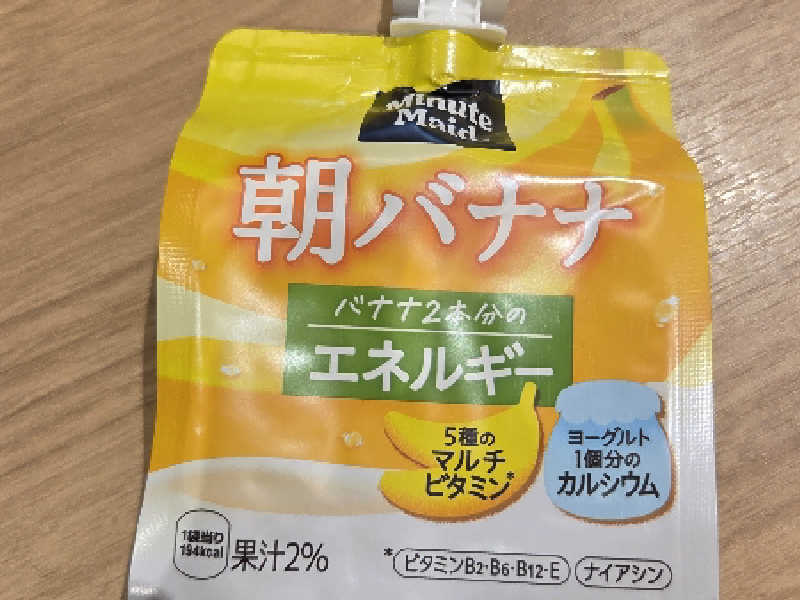 Minute
Maid
朝バナナ
バナナ2本分の
エネルギー
5種の
マルチ
ビタミン*
ヨーグルト
1個分の
カルシウム
1袋当り
194kcal
果汁2%
*ビタミンB2・B6・B12・E ナイアシン